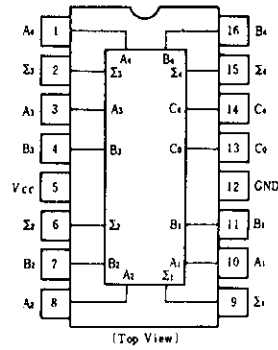 A₄ 1 A₄ B₄ 16 B₄
Σ₃ 2 Σ₃ Σ₄ 15 Σ₄
A₃ 3 A₃ C₄ 14 C₄
B₃ 4 B₃ C₀ 13 C₀
Vcc 5 12 GND
Σ₂ 6 Σ₂ B₁ 11 B₁
B₂ 7 B₂ A₁ 10 A₁
A₂ 8 A₂ Σ₁ 9 Σ₁
(Top View)